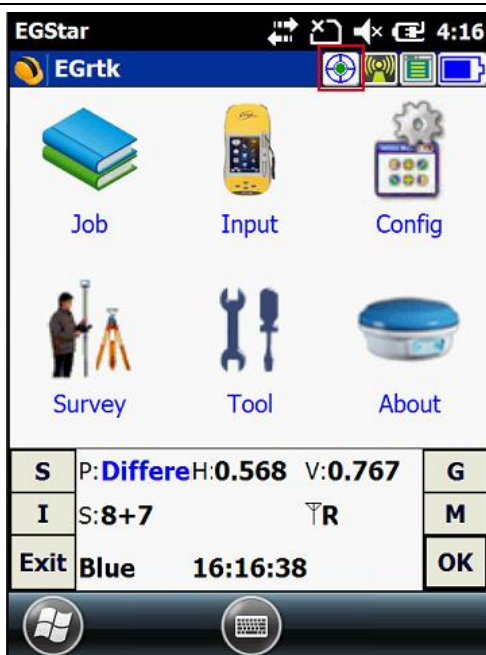 EGStar 4:16
EGrtk
Job Input Config
Survey Tool About
S P:Differe H:0.568 V:0.767 G
I S:8+7 R M
Exit Blue 16:16:38 OK